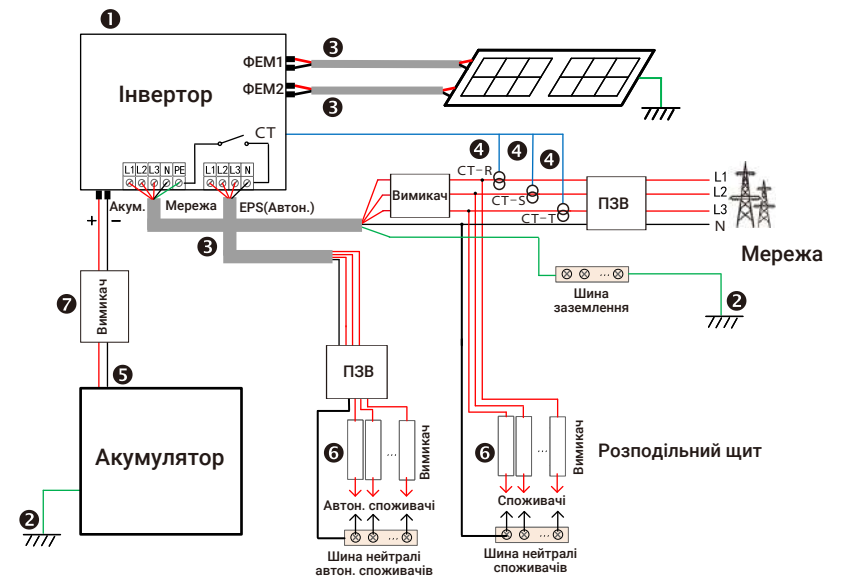 ❶
Інвертор
ФЕМ1
ФЕМ2
❸
❸
CT
L1 L2 L3 N PE
L1 L2 L3 N
+
−
Акум.
Мережа
EPS(Автон.)
❸
Вимикач
CT-R
CT-S
CT-T
❹
❹
❹
ПЗВ
L1
L2
L3
N
Мережа
Шина
заземлення
❷
❼
Вимикач
❺
Акумулятор
❷
ПЗВ
❻
...
Вимикач
Автон. споживачі
...
Шина нейтралі
автон. споживачів
❻
...
Вимикач
Споживачі
...
Шина нейтралі
споживачів
Розподільний щит
...